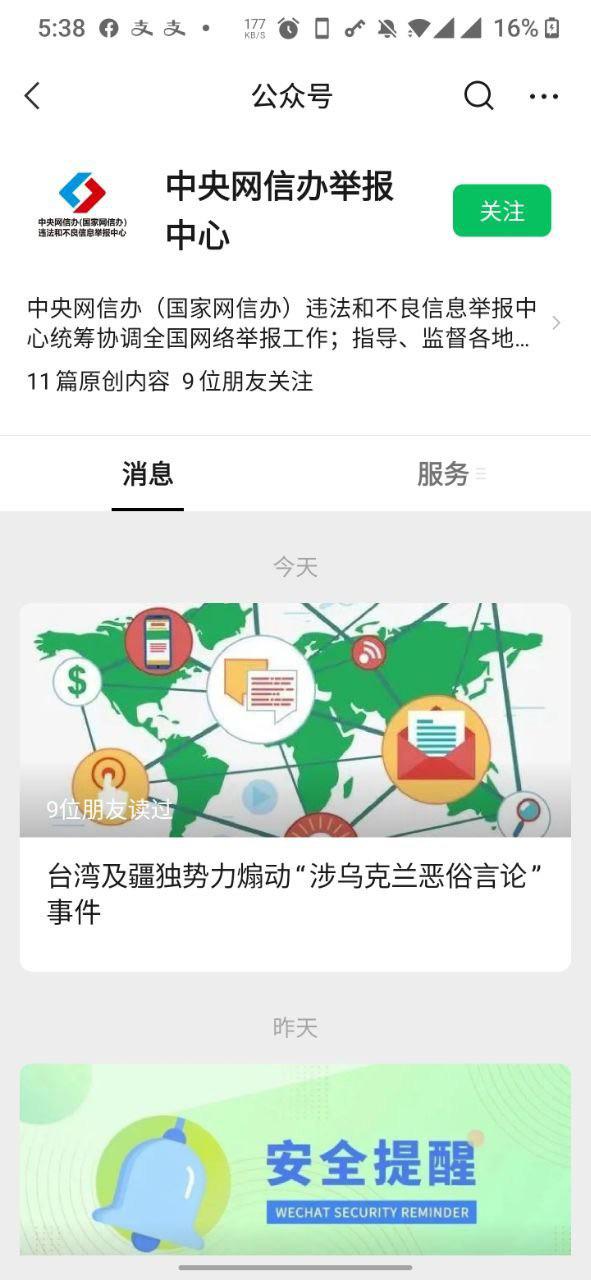 5:38
177
KB/S
16%
公众号
中央网信办(国家网信办)
违法和不良信息举报中心
中央网信办举报
中心
关注
中央网信办（国家网信办）违法和不良信息举报中
心统筹协调全国网络举报工作；指导、监督各地...
11篇原创内容 9位朋友关注
消息
服务
今天
$
9位朋友读过
台湾及疆独势力煽动“涉乌克兰恶俗言论”
事件
昨天
安全提醒
WECHAT SECURITY REMINDER